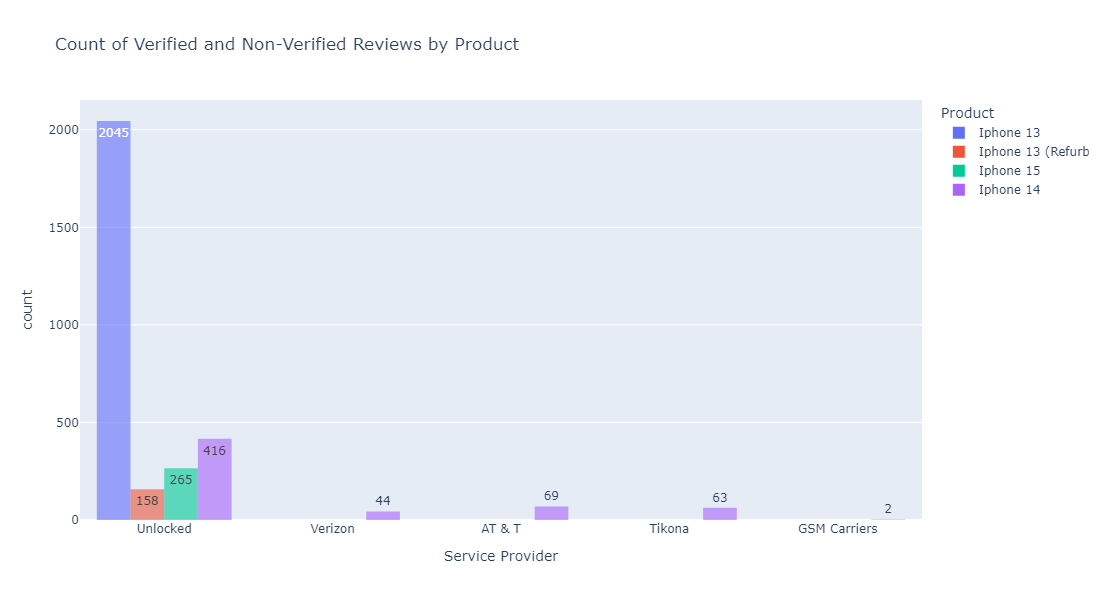 Count of Verified and Non-Verified Reviews by Product
Product
Iphone 13
Iphone 13 (Refurb
Iphone 15
Iphone 14
count
2000
1500
1000
500
0
2045
158
265
416
44
69
63
2
Unlocked
Verizon
AT & T
Tikona
GSM Carriers
Service Provider